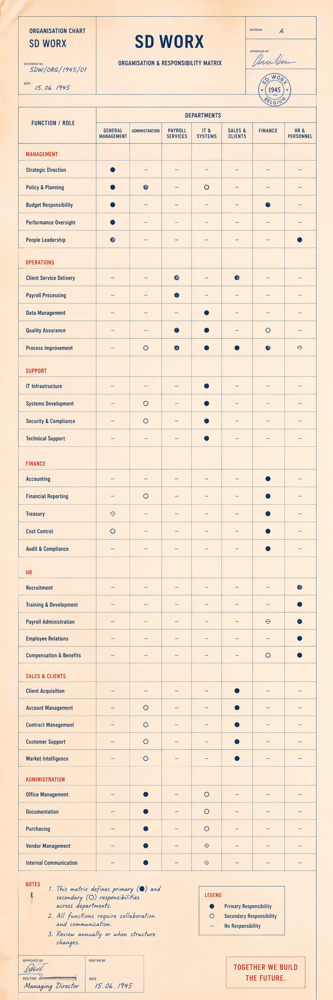 ORGANISATION CHART
SD WORX
DOCUMENT NO
SDW/ORG/1945/01
DATE
15.06.1945
SD WORX
ORGANISATION & RESPONSIBILITY MATRIX
REVISION A
APPROVED BY
SD WORX
1945
BELGIUM
FUNCTION / ROLE
DEPARTMENTS
GENERAL MANAGEMENT
ADMINISTRATION
PAYROLL SERVICES
IT & SYSTEMS
SALES & CLIENTS
FINANCE
HR & PERSONNEL
MANAGEMENT
Strategic Direction ● – – – – – –
Policy & Planning ● ● – ○ – – –
Budget Responsibility ● – – – – ● –
Performance Oversight ● – – – – – –
People Leadership ● – – – – – ●
OPERATIONS
Client Service Delivery – – ● – ● – –
Payroll Processing – – ● – – – –
Data Management – – – ● – – –
Quality Assurance – – ● ● – ○ –
Process Improvement – ○ ● ● ● ● ⊖
SUPPORT
IT Infrastructure – – – ● – – –
Systems Development – ○ – ● – – –
Security & Compliance – ○ – ● – – –
Technical Support – – – ● – – –
FINANCE
Accounting – – – – – ● –
Financial Reporting – ○ – – – ● –
Treasury ⊖ – – – – ● –
Cost Control ○ – – – – ● –
Audit & Compliance – – – – – ● –
HR
Recruitment – – – – – – ●
Training & Development – – – – – – ●
Payroll Administration – – – – – ⊖ ●
Employee Relations – – – – – – ●
Compensation & Benefits – – – – – ○ ●
SALES & CLIENTS
Client Acquisition – – – – ● – –
Account Management – ○ – – ● – –
Contract Management – ○ – – ● – –
Customer Support – ○ – – ● – –
Market Intelligence – ○ – – ● – –
ADMINISTRATION
Office Management – ● – ○ – – –
Documentation – ● – ○ – – –
Purchasing – ● – ○ – – –
Vendor Management – ● – ⊖ – – –
Internal Communication – ● – ⊖ – – –
NOTES
1. This matrix defines primary (●) and
secondary (○) responsibilities
across departments.
2. All functions require collaboration
and communication.
3. Review annually or when structure
changes.
LEGEND
● Primary Responsibility
○ Secondary Responsibility
– No Responsibility
APPROVED BY
POSITION
Managing Director
DATE
15.06.1945
TOGETHER WE BUILD
THE FUTURE.